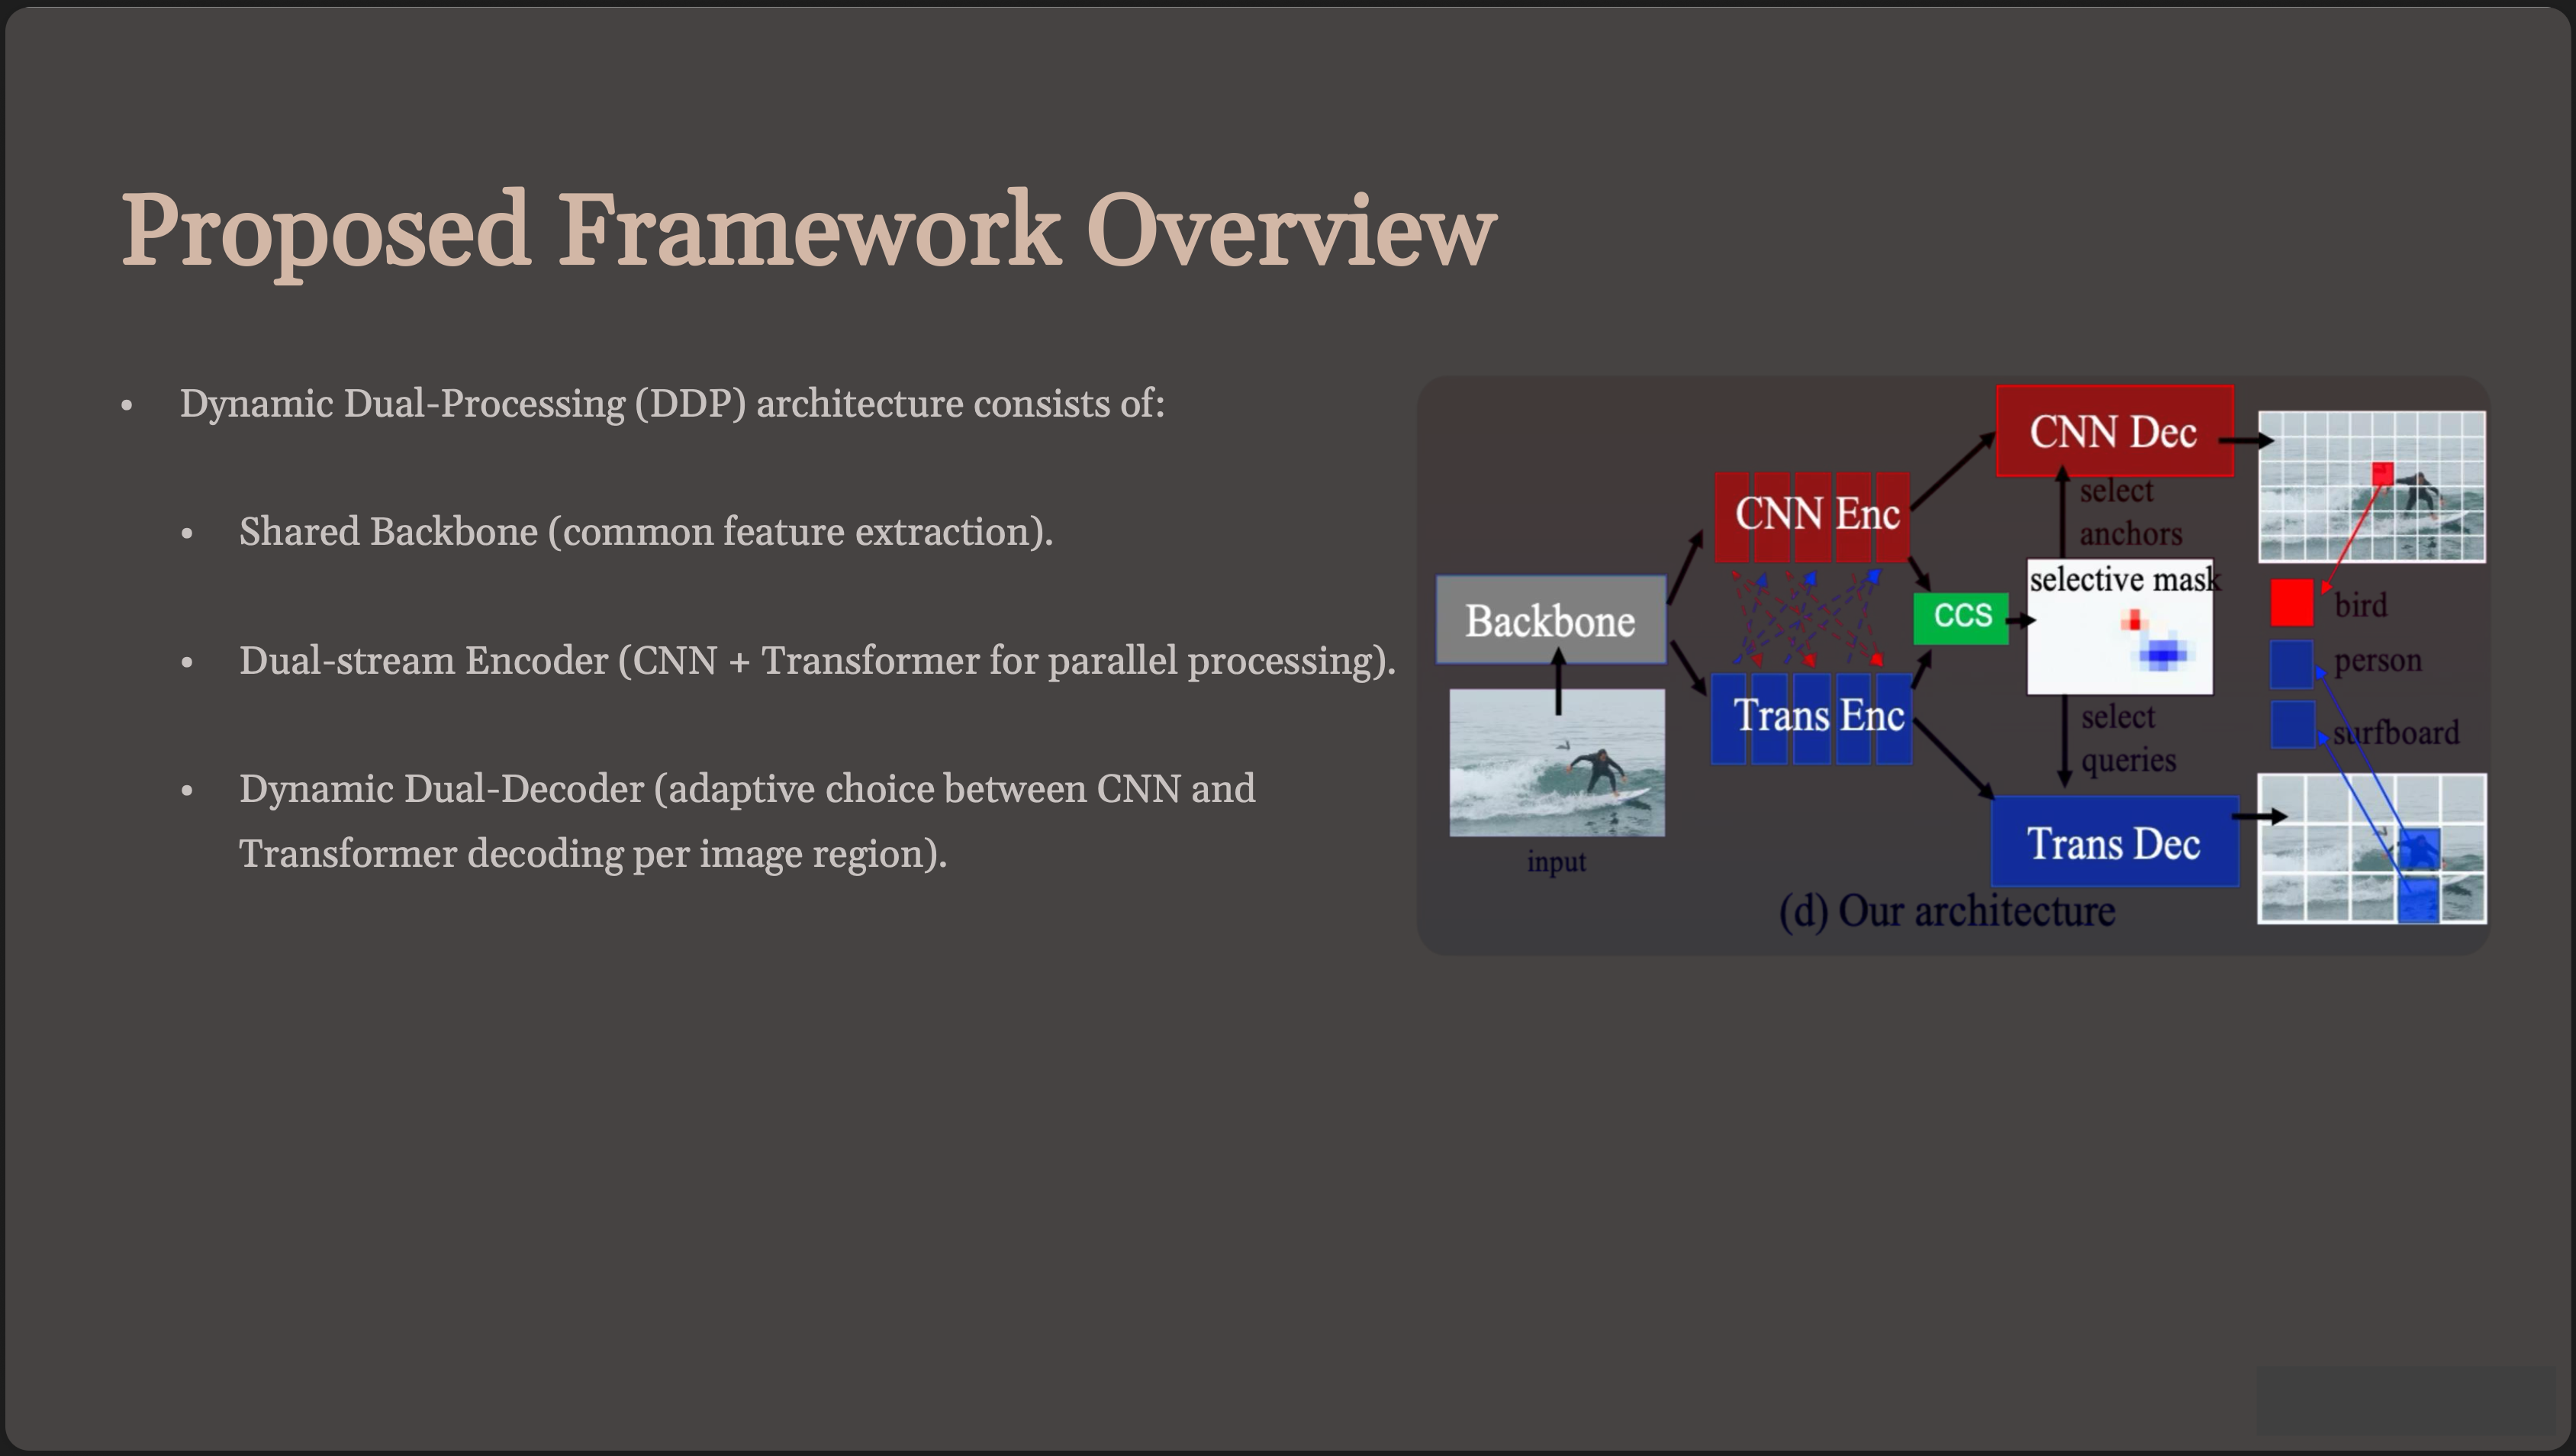 Proposed Framework Overview
• Dynamic Dual-Processing (DDP) architecture consists of:
• Shared Backbone (common feature extraction).
• Dual-stream Encoder (CNN + Transformer for parallel processing).
• Dynamic Dual-Decoder (adaptive choice between CNN and
Transformer decoding per image region).
Backbone
input
CNN Enc
Trans Enc
CCS
CNN Dec
select
anchors
selective mask
select
queries
Trans Dec
bird
person
surfboard
(d) Our architecture